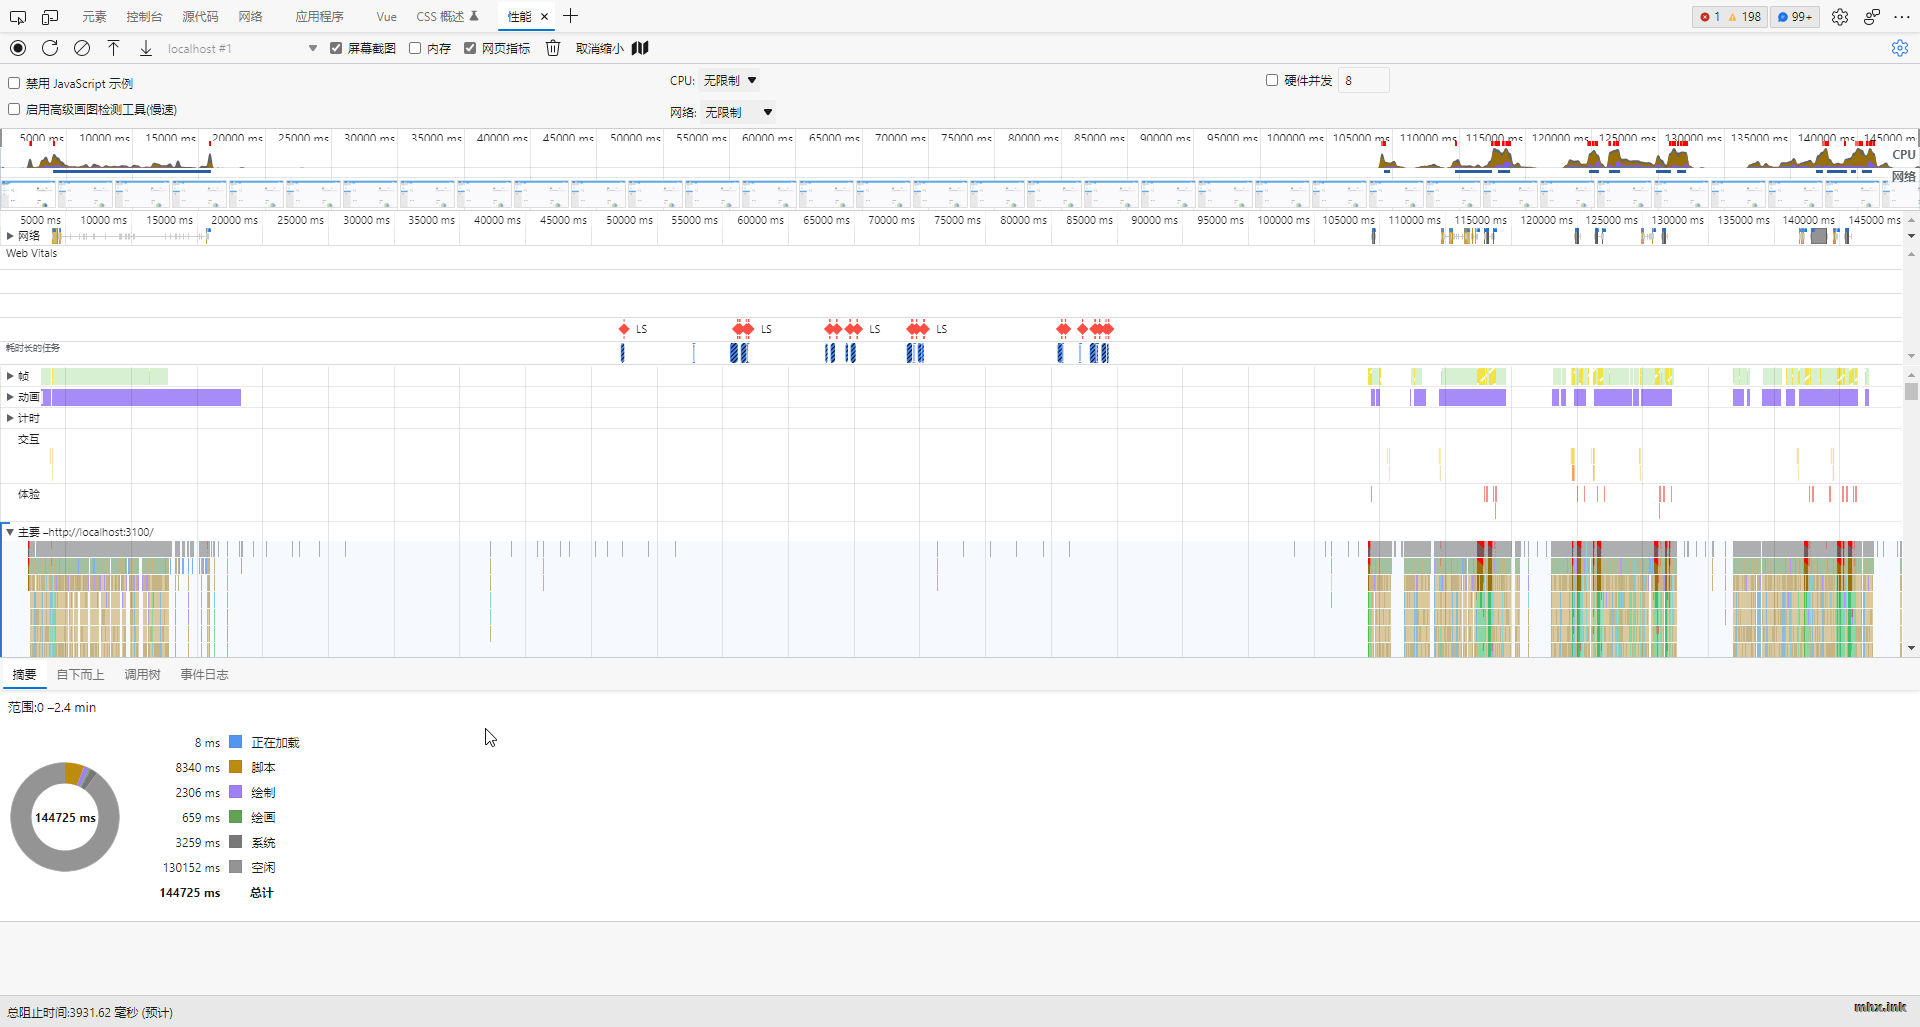 元素 控制台 源代码 网络 应用程序 Vue CSS 概述 性能 1 198 99+
localhost #1 屏幕截图 内存 网页指标 取消缩小
禁用 JavaScript 示例 CPU: 无限制 硬件并发 8
启用高级画图检测工具(慢速) 网络: 无限制
5000 ms 10000 ms 15000 ms 20000 ms 25000 ms 30000 ms 35000 ms 40000 ms 45000 ms 50000 ms 55000 ms 60000 ms 65000 ms 70000 ms 75000 ms 80000 ms 85000 ms 90000 ms 95000 ms 100000 ms 105000 ms 110000 ms 115000 ms 120000 ms 125000 ms 130000 ms 135000 ms 140000 ms 145000 m
CPU
网络
5000 ms 10000 ms 15000 ms 20000 ms 25000 ms 30000 ms 35000 ms 40000 ms 45000 ms 50000 ms 55000 ms 60000 ms 65000 ms 70000 ms 75000 ms 80000 ms 85000 ms 90000 ms 95000 ms 100000 ms 105000 ms 110000 ms 115000 ms 120000 ms 125000 ms 130000 ms 135000 ms 140000 ms 145000 ms
网络
Web Vitals
LS LS LS LS
耗时长的任务
帧
动画
计时
交互
体验
主要 –http://localhost:3100/
摘要 自下而上 调用树 事件日志
范围:0 –2.4 min
8 ms 正在加载
8340 ms 脚本
2306 ms 绘制
144725 ms
659 ms 绘画
3259 ms 系统
130152 ms 空闲
144725 ms 总计
总阻止时间:3931.62 毫秒 (预计)
mhx.ink